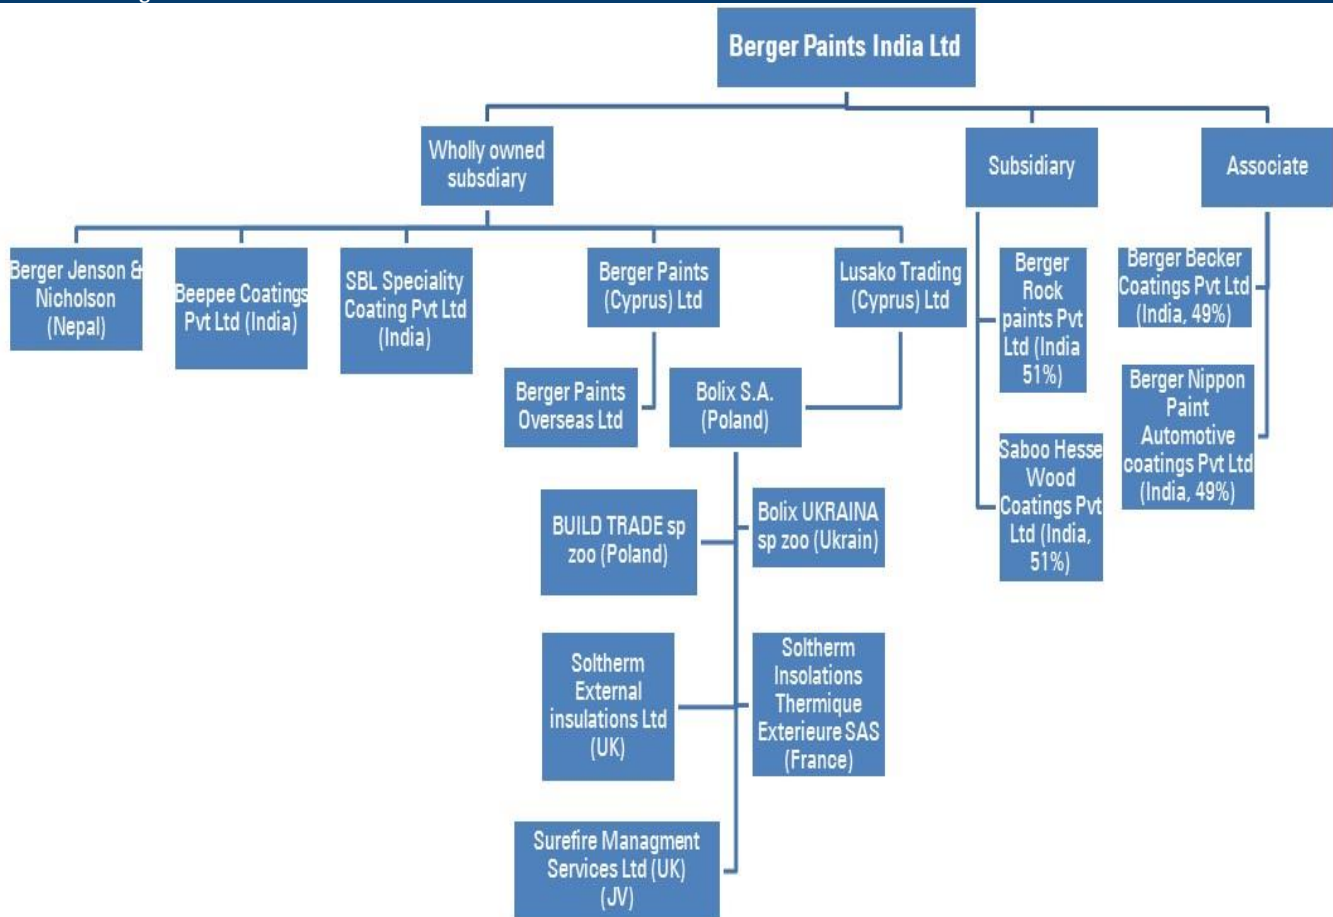 Berger Paints India Ltd
Wholly owned
subsdiary
Subsidiary
Associate
Berger Jenson &
Nicholson
(Nepal)
Beepee Coatings
Pvt Ltd (India)
SBL Speciality
Coating Pvt Ltd
(India)
Berger Paints
(Cyprus) Ltd
Lusako Trading
(Cyprus) Ltd
Berger
Rock
paints Pvt
Ltd (India
51%)
Berger Becker
Coatings Pvt Ltd
(India, 49%)
Berger Paints
Overseas Ltd
Bolix S.A.
(Poland)
Berger Nippon
Paint
Automotive
coatings Pvt Ltd
(India, 49%)
Saboo Hesse
Wood
Coatings Pvt
Ltd (India,
51%)
BUILD TRADE sp
zoo (Poland)
Bolix UKRAINA
sp zoo (Ukrain)
Soltherm
External
insulations Ltd
(UK)
Soltherm
Insolations
Thermique
Exterieure SAS
(France)
Surefire Managment
Services Ltd (UK)
(JV)